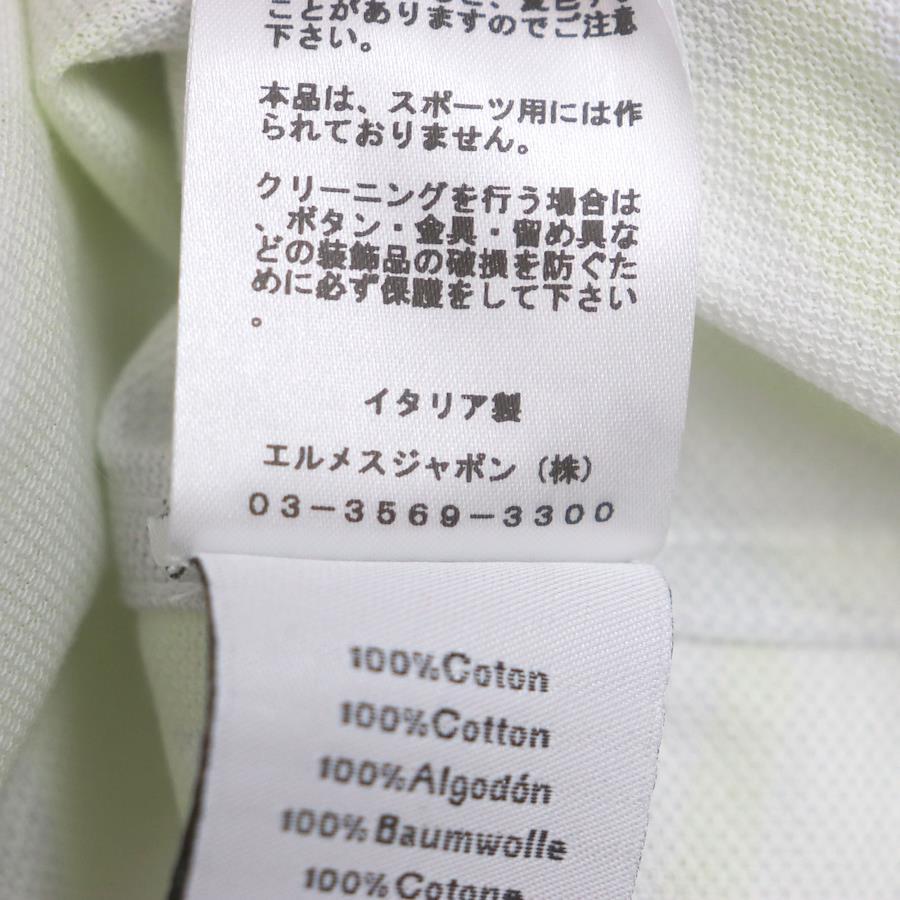 ことがありますのでご注意
下さい。
本品は、スポーツ用には作
られておりません。
クリーニングを行う場合は
、ボタン・金具・留め具な
どの装飾品の破損を防ぐた
めに必ず保護をして下さい
。
イタリア製
エルメスジャポン（株）
03-3569-3300
100%Coton
100%Cotton
100%Algodón
100%Baumwolle
100%Cotone